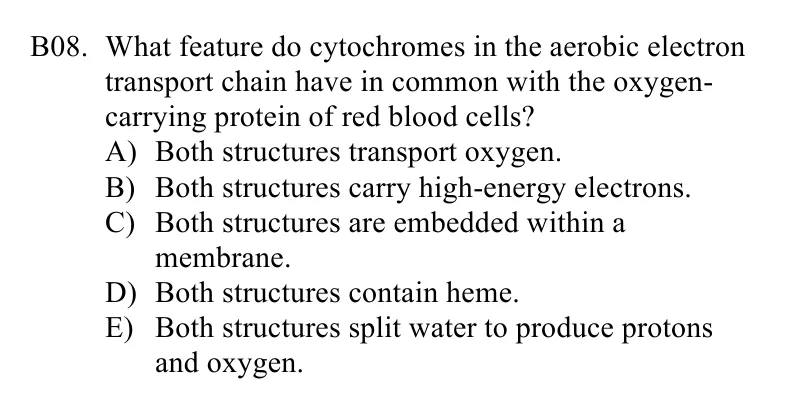 B08. What feature do cytochromes in the aerobic electron
transport chain have in common with the oxygen-
carrying protein of red blood cells?
A) Both structures transport oxygen.
B) Both structures carry high-energy electrons.
C) Both structures are embedded within a
membrane.
D) Both structures contain heme.
E) Both structures split water to produce protons
and oxygen.